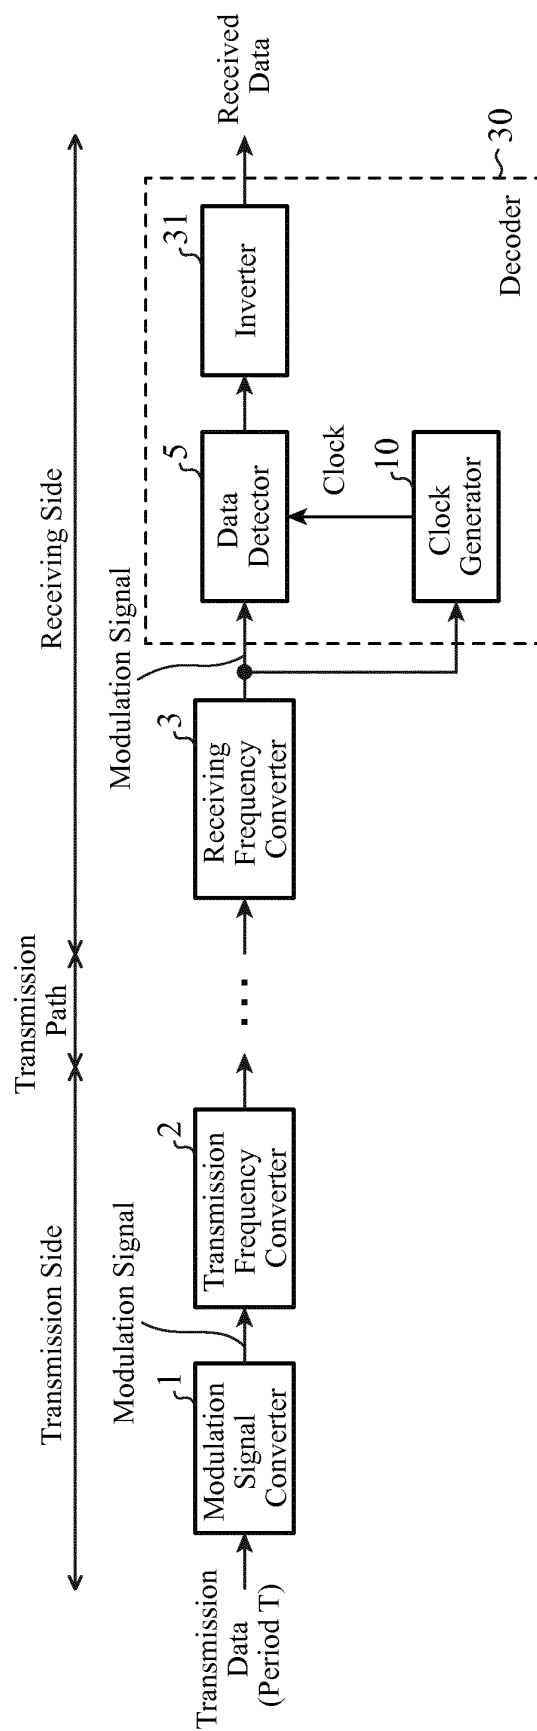 Transmission Side
Transmission
Path
Receiving Side
Transmission
Data
(Period T)
1
Modulation
Signal
Converter
Modulation Signal
2
Transmission
Frequency
Converter
...
3
Receiving
Frequency
Converter
Modulation Signal
5
Data
Detector
Clock
10
Clock
Generator
31
Inverter
Received
Data
Decoder
30